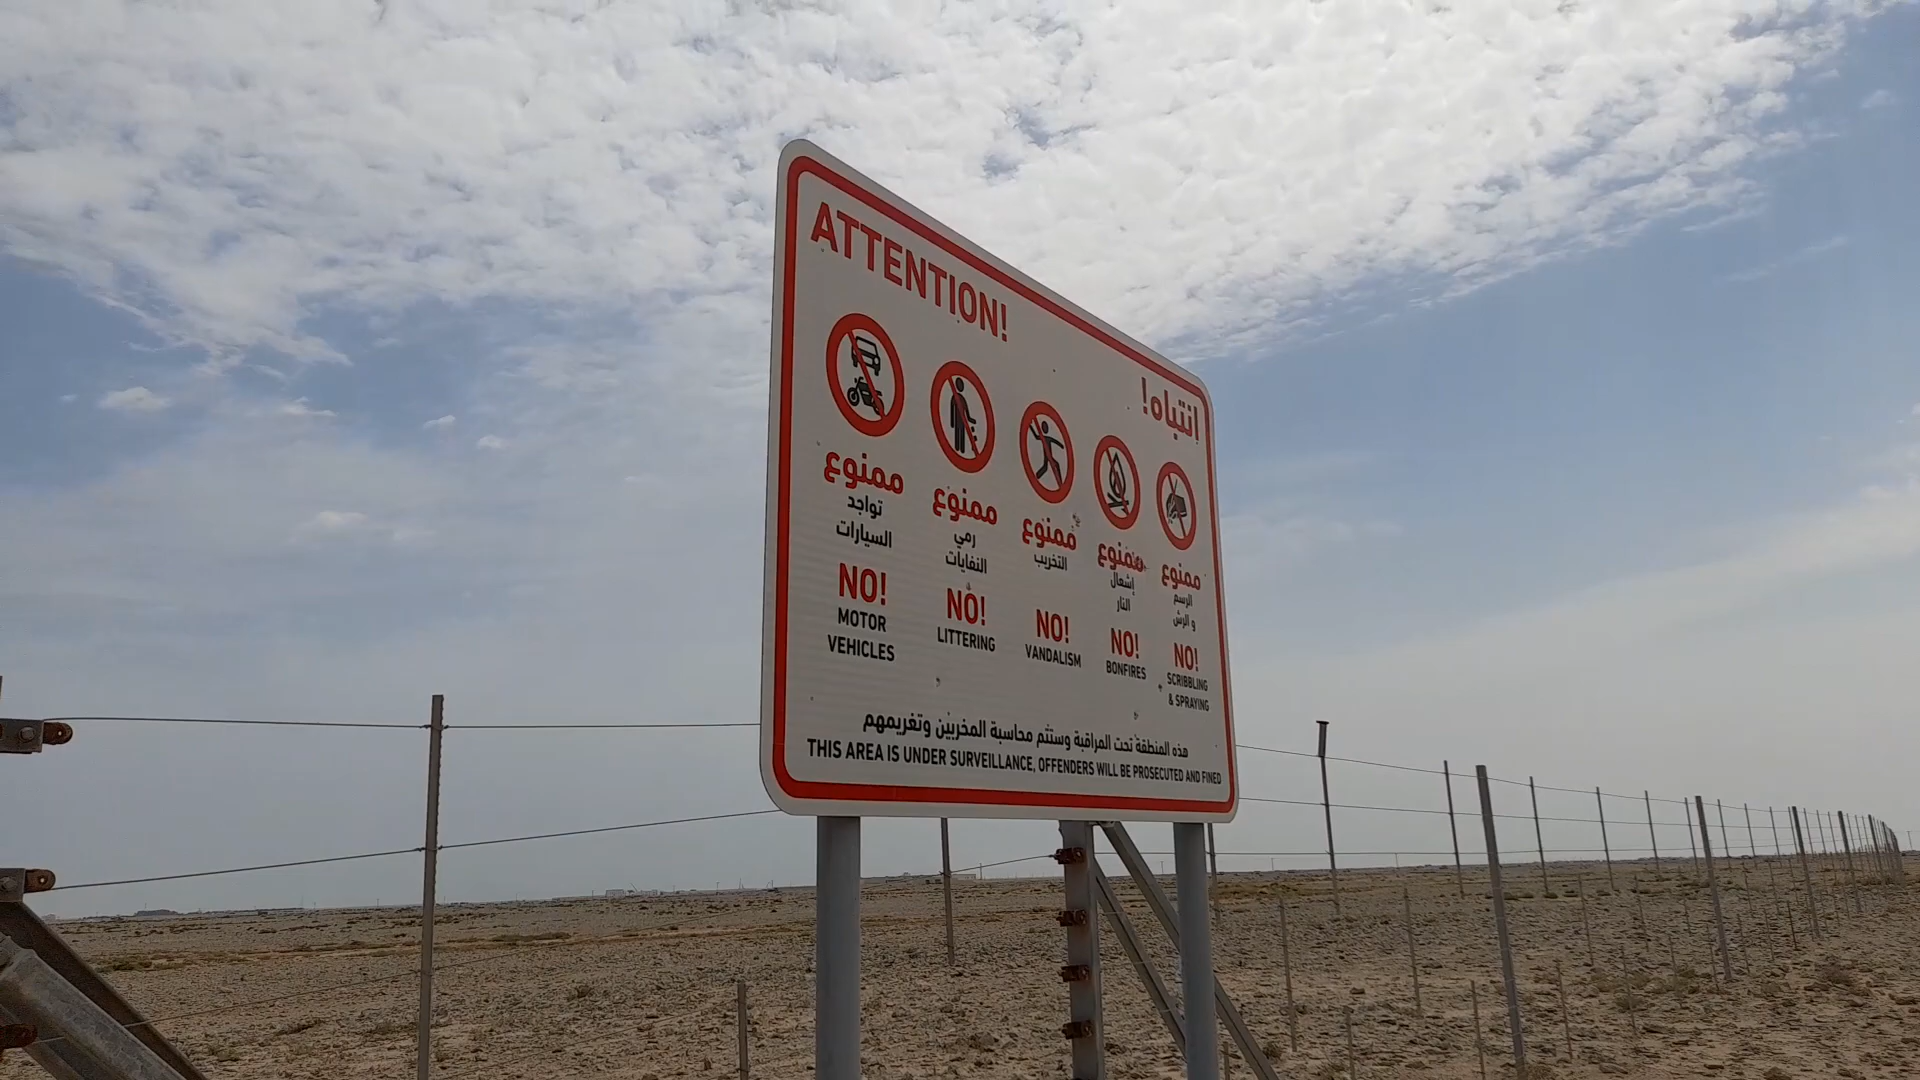 ATTENTION!
انتباه!
ممنوع
تواجد
السيارات
NO!
MOTOR
VEHICLES
ممنوع
رمي
النفايات
NO!
LITTERING
ممنوع
التخريب
NO!
VANDALISM
ممنوع
إشعال
النار
NO!
BONFIRES
ممنوع
الرسم
و الرش
NO!
SCRIBBLING
& SPRAYING
هذه المنطقة تحت المراقبة وستتم محاسبة المخربين وتغريمهم
THIS AREA IS UNDER SURVEILLANCE, OFFENDERS WILL BE PROSECUTED AND FINED